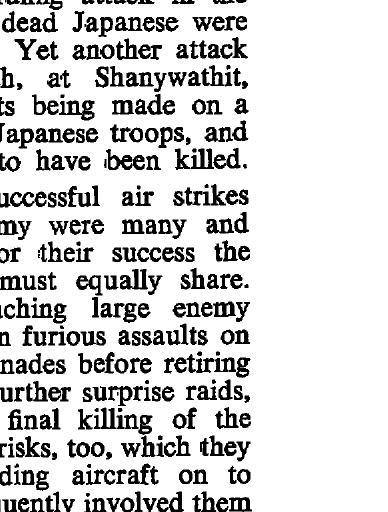 attack in the
dead Japanese were
Yet another attack
h, at Shanywathit,
ts being made on a
Japanese troops, and
to have been killed.
uccessful air strikes
my were many and
or their success the
must equally share.
ching large enemy
n furious assaults on
nades before retiring
urther surprise raids,
final killing of the
risks, too, which they
ding aircraft on to
uently involved them